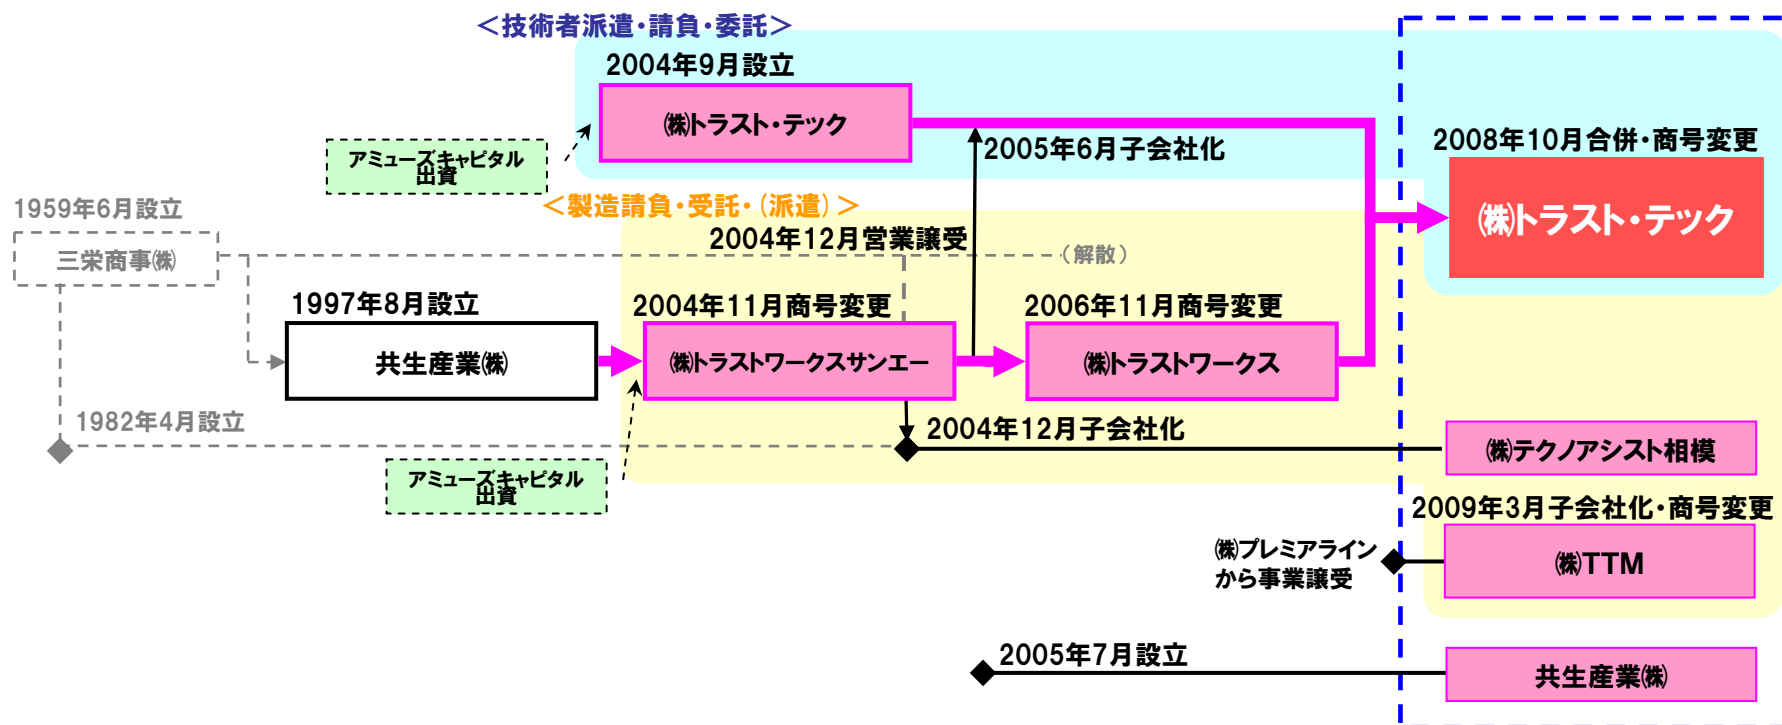 ＜技術者派遣・請負・委託＞
2004年9月設立
㈱トラスト・テック
アミューズキャピタル
出資
2005年6月子会社化
2008年10月合併・商号変更
㈱トラスト・テック
＜製造請負・受託・（派遣）＞
1959年6月設立
三栄商事㈱
2004年12月営業譲受
（解散）
1997年8月設立
共生産業㈱
2004年11月商号変更
㈱トラストワークスサンエー
2006年11月商号変更
㈱トラストワークス
1982年4月設立
2004年12月子会社化
㈱テクノアシスト相模
アミューズキャピタル
出資
2009年3月子会社化・商号変更
㈱プレミアライン
から事業譲受
㈱TTM
2005年7月設立
共生産業㈱